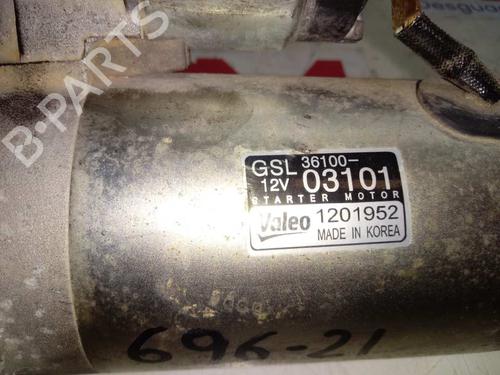 GSL 36100-
12V 03101
STARTER MOTOR
Valeo 1201952
MADE IN KOREA
696-21
B-PARTS